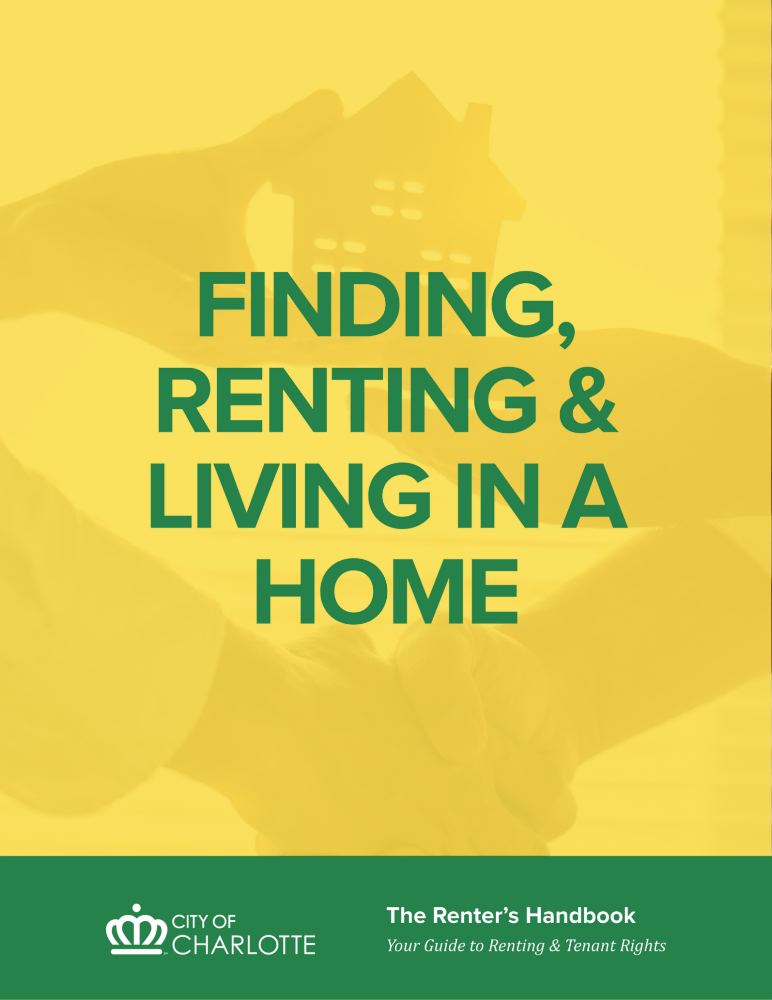 FINDING,
RENTING &
LIVING IN A
HOME
CITY OF
CHARLOTTE
The Renter's Handbook
Your Guide to Renting & Tenant Rights